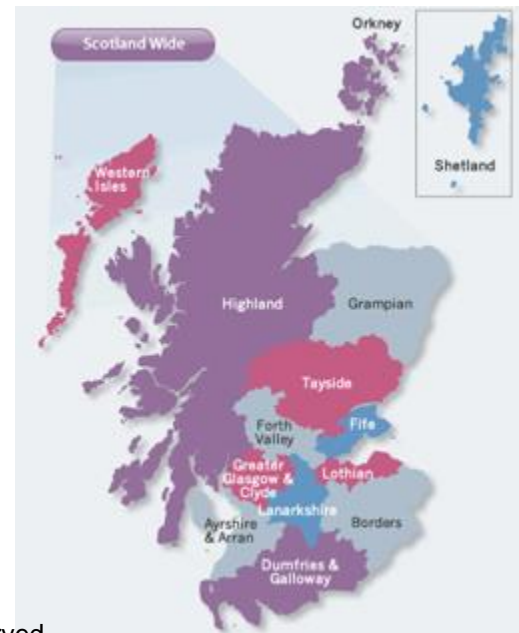 Orkney
Scotland Wide
Shetland
Western
Isles
Highland
Grampian
Tayside
Forth
Valley
Fife
Greater
Glasgow &
Clyde
Lothian
Lanarkshire
Ayrshire
& Arran
Borders
Dumfries &
Galloway